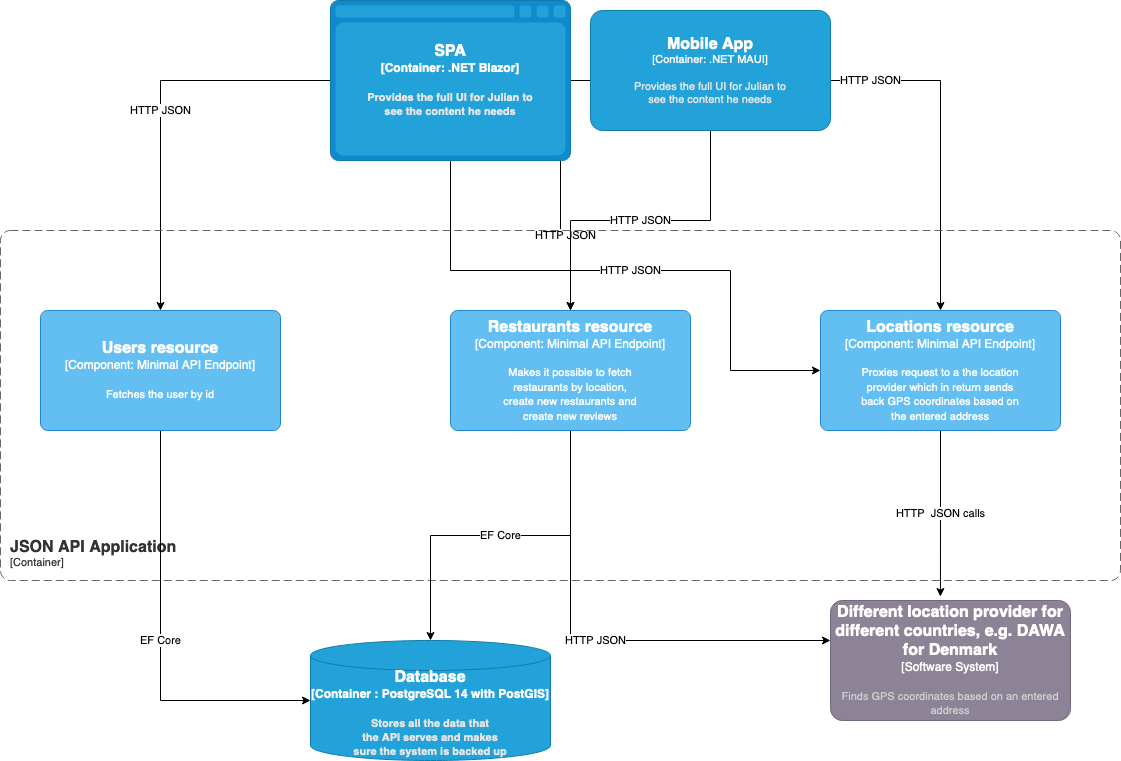 SPA
[Container: .NET Blazor]
Provides the full UI for Julian to
see the content he needs
Mobile App
[Container: .NET MAUI]
Provides the full UI for Julian to
see the content he needs
HTTP JSON
HTTP JSON
HTTP JSON
HTTP JSON
HTTP JSON
Users resource
[Component: Minimal API Endpoint]
Fetches the user by id
Restaurants resource
[Component: Minimal API Endpoint]
Makes it possible to fetch
restaurants by location,
create new restaurants and
create new reviews
Locations resource
[Component: Minimal API Endpoint]
Proxies request to a the location
provider which in return sends
back GPS coordinates based on
the entered address
HTTP  JSON calls
EF Core
JSON API Application
[Container]
EF Core
HTTP JSON
Database
[Container : PostgreSQL 14 with PostGIS]
Stores all the data that
the API serves and makes
sure the system is backed up
Different location provider for
different countries, e.g. DAWA
for Denmark
[Software System]
Finds GPS coordinates based on an entered
address